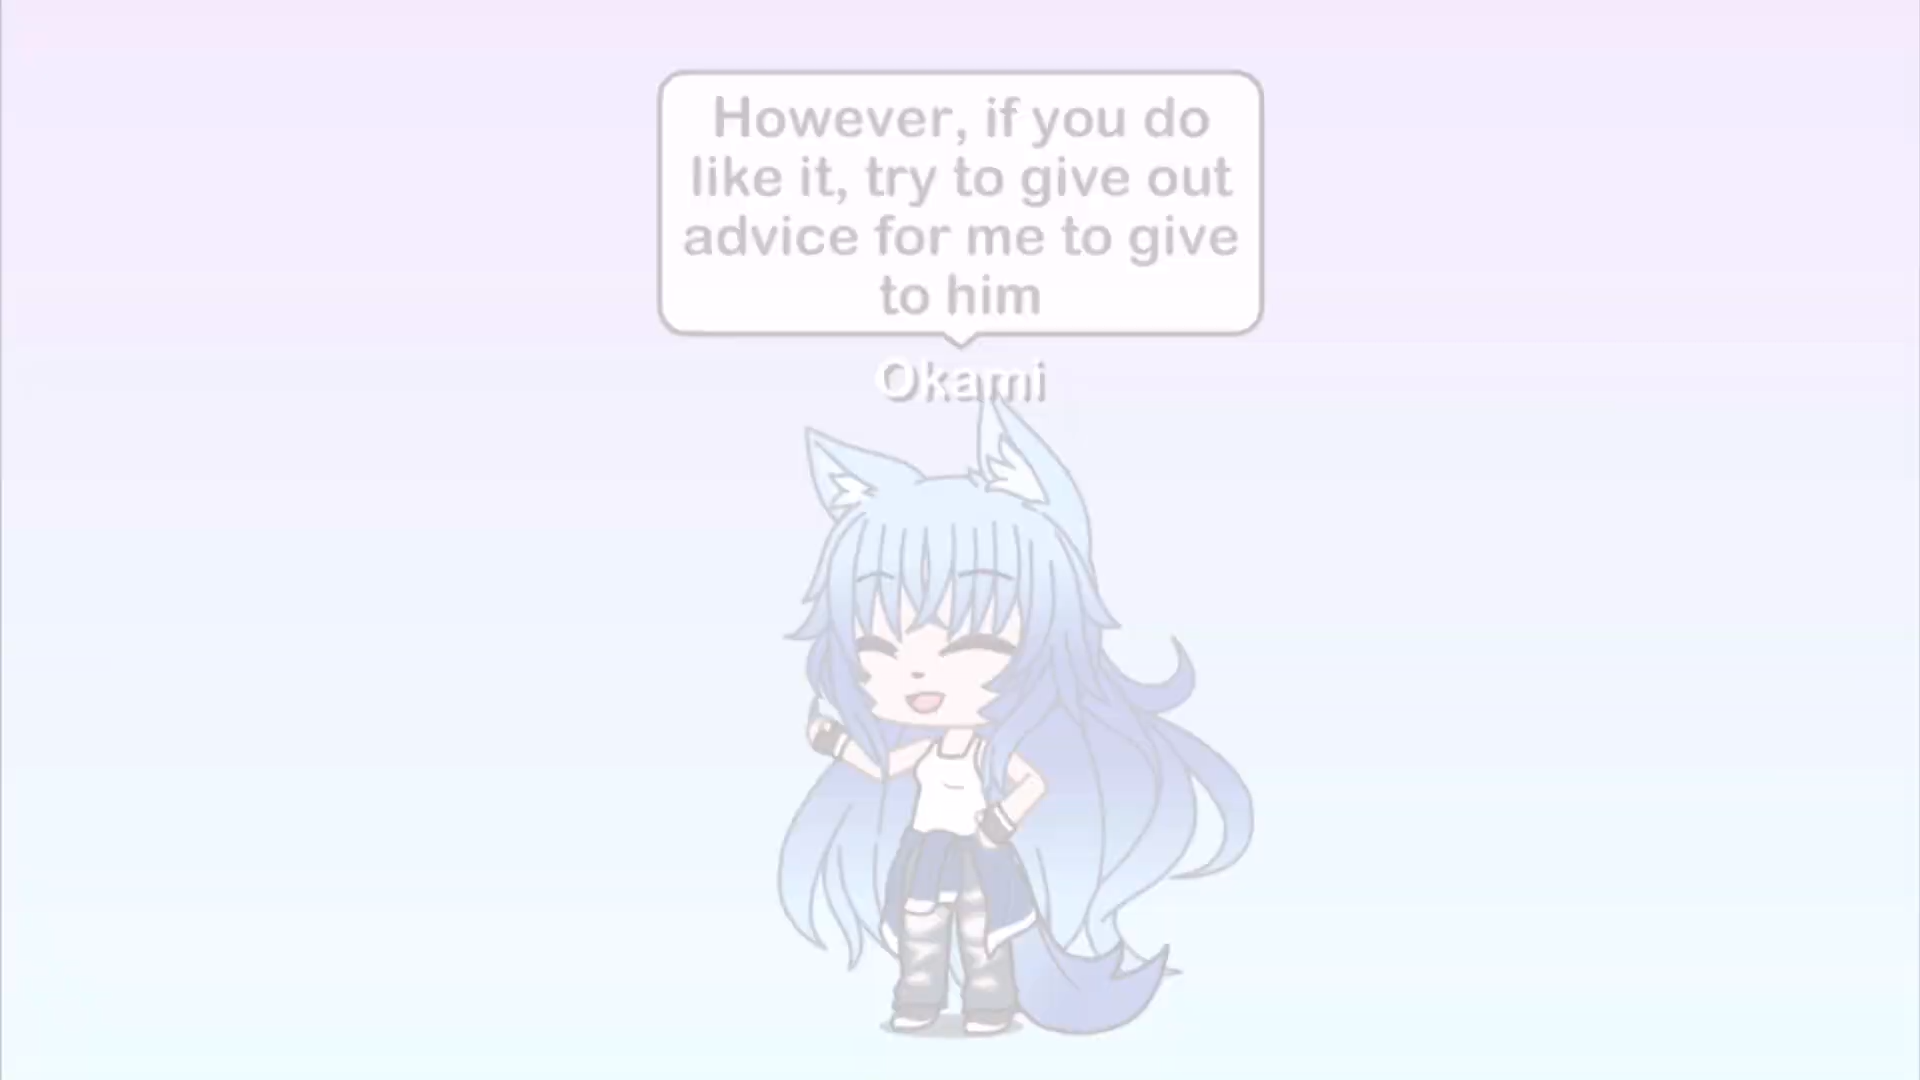 However, if you do
like it, try to give out
advice for me to give
to him
Okami